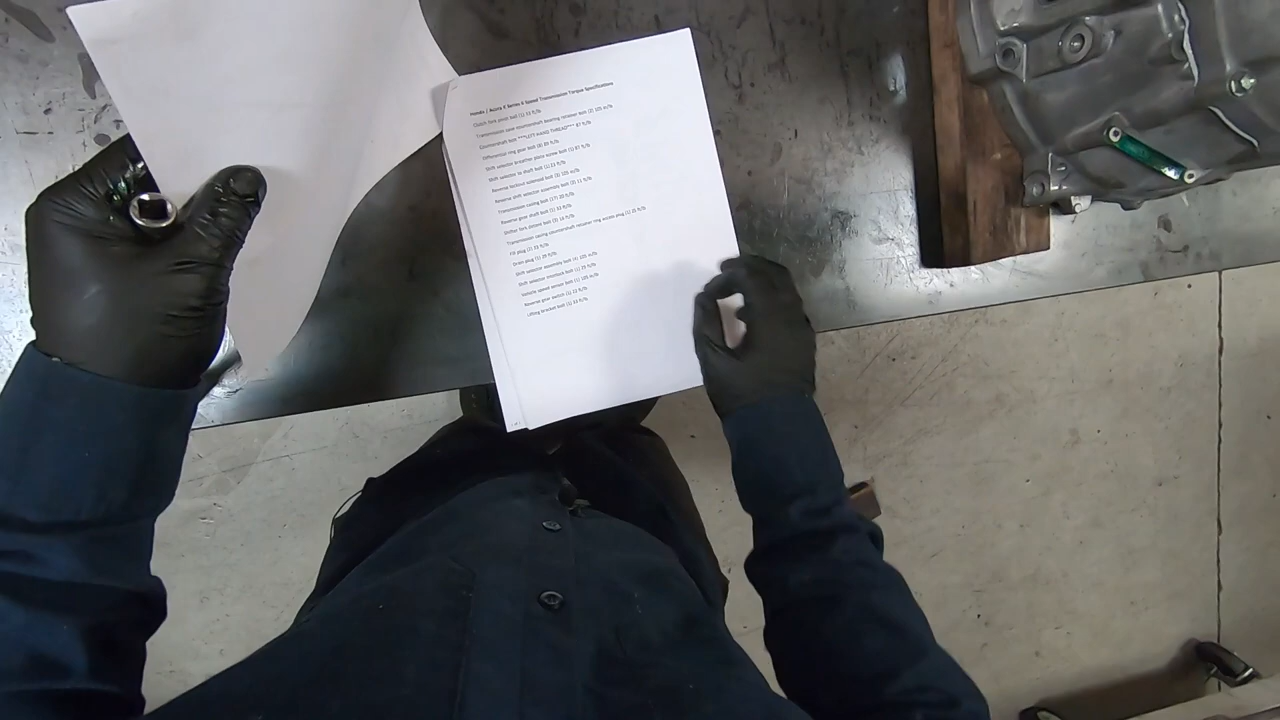 Honda / Acura K Series 6 Speed Transmission Torque Specifications
Clutch fork pivot bolt (1) 33 ft/lb
Transmission case countershaft bearing retainer bolt (2) 105 in/lb
Countershaft bolt ***LEFT HAND THREAD*** 87 ft/lb
Differential ring gear bolt (8) 89 ft/lb
Shift selector breather plate screw bolt (1) 87 ft/lb
Shift selector to shaft bolt (1) 23 ft/lb
Reverse lockout solenoid bolt (3) 105 in/lb
Reverse shift selector assembly bolt (2) 11 ft/lb
Transmission casing bolt (17) 20 ft/lb
Reverse gear shaft bolt (1) 33 ft/lb
Shifter fork detent bolt (3) 16 ft/lb
Transmission casing countershaft retainer ring access plug (1) 25 ft/lb
Fill plug (1) 33 ft/lb
Drain plug (1) 29 ft/lb
Shift selector assembly bolt (4) 105 in/lb
Shift selector interlock bolt (1) 29 ft/lb
Vehicle speed sensor bolt (1) 105 in/lb
Reverse gear switch (1) 22 ft/lb
Lifting bracket bolt (1) 33 ft/lb